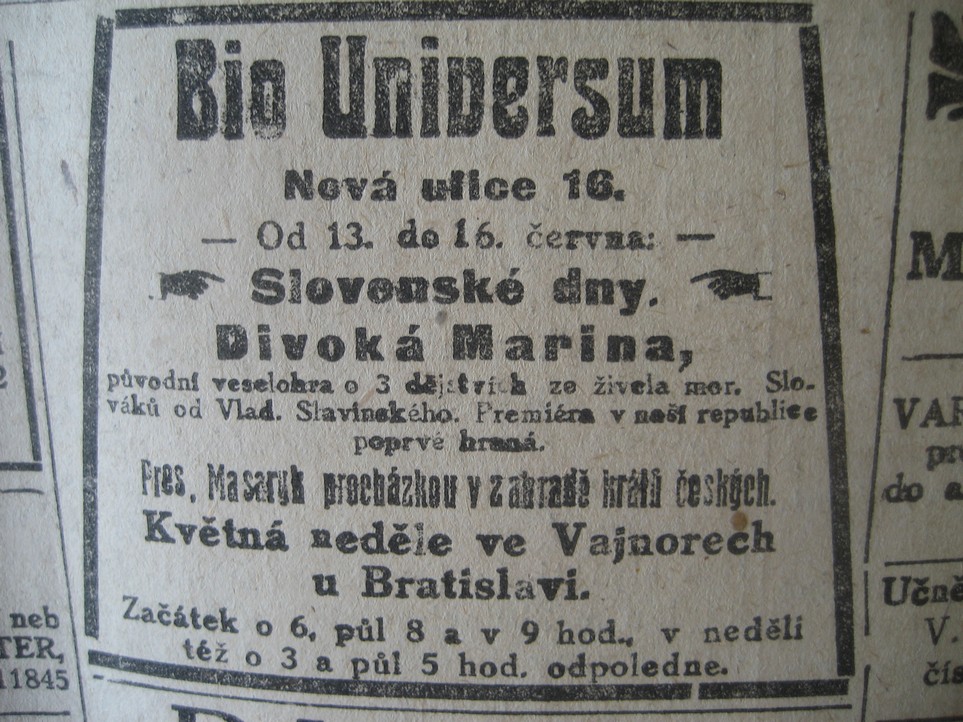 Bio Universum
Nová ulice 16.
— Od 13. do 16. června: —
Slovenské dny.
Divoká Marina,
původní veselohra o 3 dějstvích ze živela mor. Slo-
váků od Vlad. Slavinského. Premiéra v naší republice
poprvé hraná.
Pres. Masaryk procházkou v zahradě králů českých.
Květná neděle ve Vajnorech
u Bratislavi.
Začátek o 6, půl 8 a v 9 hod., v neděli
též o 3 a půl 5 hod. odpoledne.
neb
TER,
11845
M
VAR
do a
Učně
V.
čís